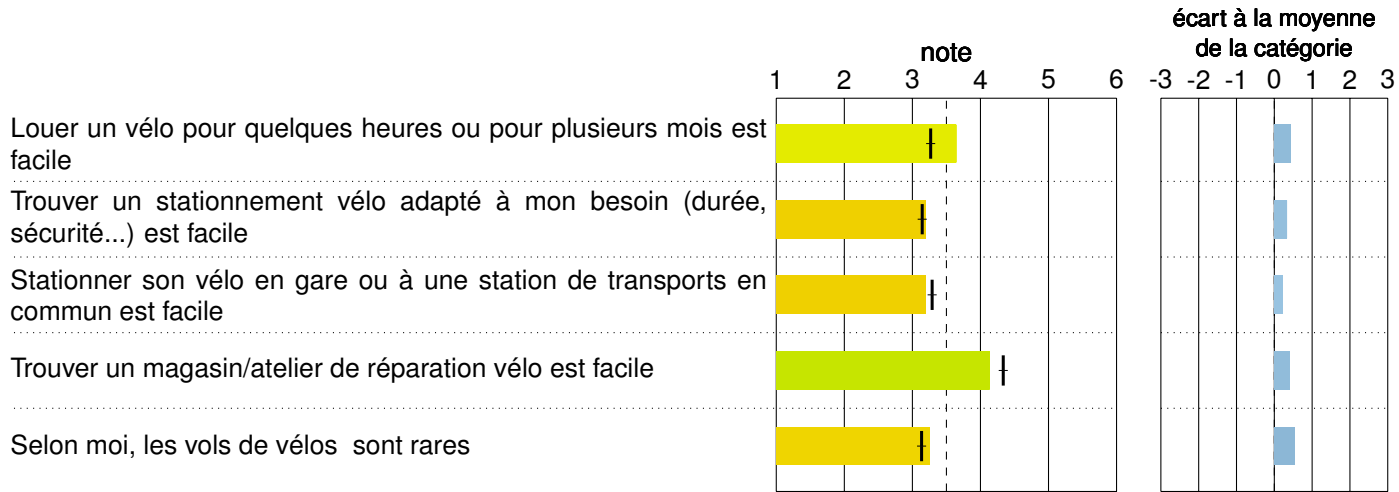 écart à la moyenne
note de la catégorie
1 2 3 4 5 6 -3 -2 -1 0 1 2 3
Louer un vélo pour quelques heures ou pour plusieurs mois est
facile
Trouver un stationnement vélo adapté à mon besoin (durée,
sécurité...) est facile
Stationner son vélo en gare ou à une station de transports en
commun est facile
Trouver un magasin/atelier de réparation vélo est facile
Selon moi, les vols de vélos sont rares